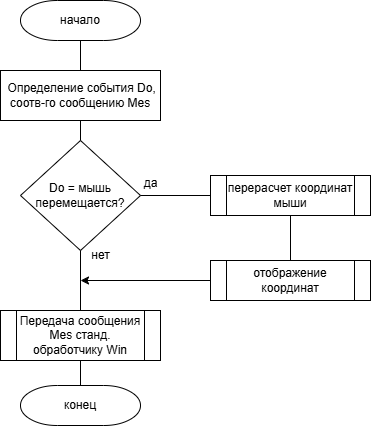 начало
Определение события Do,
соотв-го сообщению Mes
Do = мышь
перемещается?
да
перерасчет координат
мыши
нет
отображение
координат
Передача сообщения
Mes станд.
обработчику Win
конец